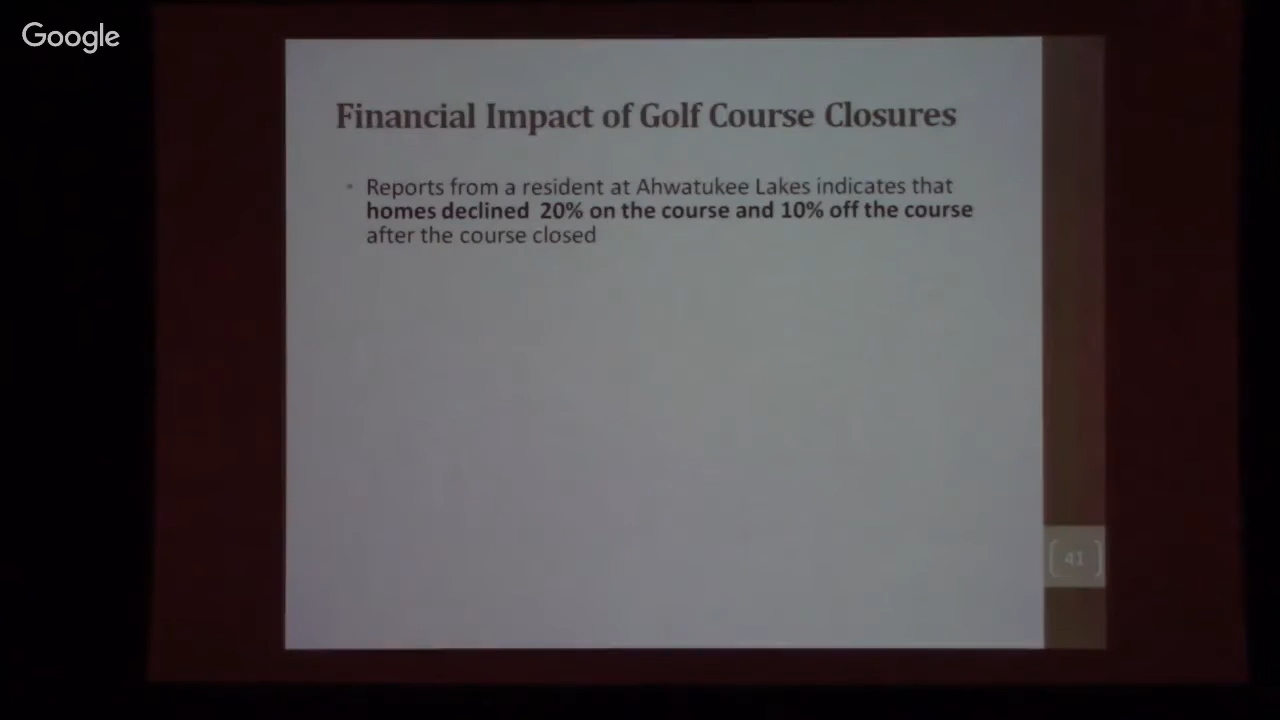 Google
Financial Impact of Golf Course Closures
• Reports from a resident at Ahwatukee Lakes indicates that
homes declined 20% on the course and 10% off the course
after the course closed
41